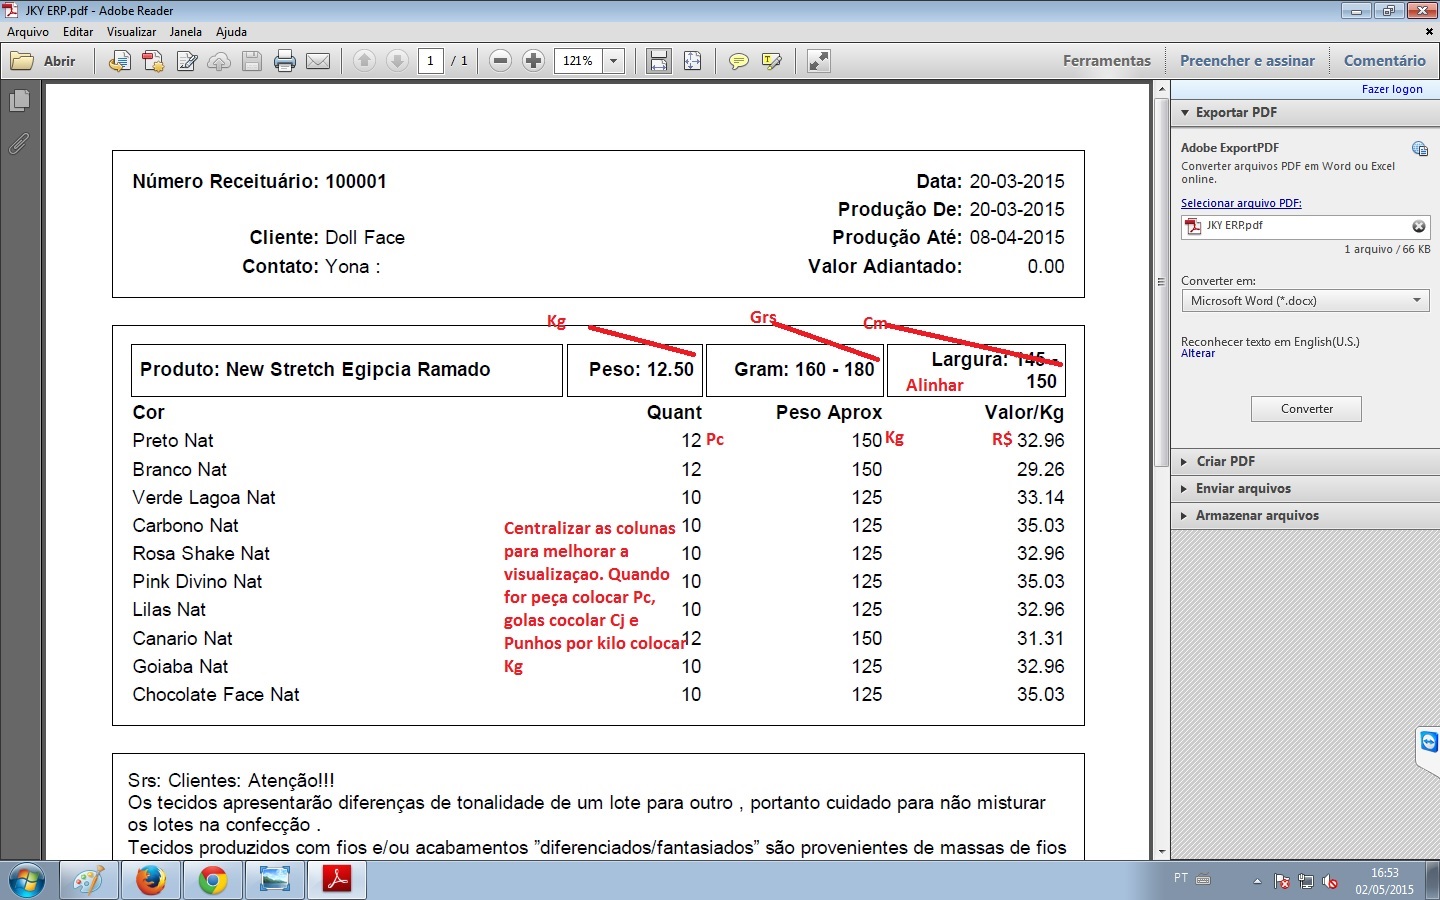 JKY ERP.pdf - Adobe Reader
Arquivo Editar Visualizar Janela Ajuda
Abrir 1 / 1 121% Ferramentas Preencher e assinar Comentário
Fazer logon
Exportar PDF
Adobe ExportPDF
Converter arquivos PDF em Word ou Excel
online.
Selecionar arquivo PDF:
JKY ERP.pdf
1 arquivo / 66 KB
Converter em:
Microsoft Word (*.docx)
Reconhecer texto em English(U.S.)
Alterar
Converter
Criar PDF
Enviar arquivos
Armazenar arquivos
Número Receituário: 100001 Data: 20-03-2015
Produção De: 20-03-2015
Cliente: Doll Face Produção Até: 08-04-2015
Contato: Yona : Valor Adiantado: 0.00
Kg Grs Cm
Produto: New Stretch Egipcia Ramado Peso: 12.50 Gram: 160 - 180 Largura: 145 -
Alinhar 150
Cor Quant Peso Aprox Valor/Kg
Preto Nat 12 Pc 150 Kg R$ 32.96
Branco Nat 12 150 29.26
Verde Lagoa Nat 10 125 33.14
Carbono Nat 10 125 35.03
Rosa Shake Nat 10 125 32.96
Pink Divino Nat 10 125 35.03
Lilas Nat 10 125 32.96
Canario Nat 12 150 31.31
Goiaba Nat 10 125 32.96
Chocolate Face Nat 10 125 35.03
Centralizar as colunas
para melhorar a
visualizaçao. Quando
for peça colocar Pc,
golas cocolar Cj e
Punhos por kilo colocar
Kg
Srs: Clientes: Atenção!!!
Os tecidos apresentarão diferenças de tonalidade de um lote para outro , portanto cuidado para não misturar
os lotes na confecção .
Tecidos produzidos com fios e/ou acabamentos "diferenciados/fantasiados" são provenientes de massas de fios
PT 16:53
02/05/2015